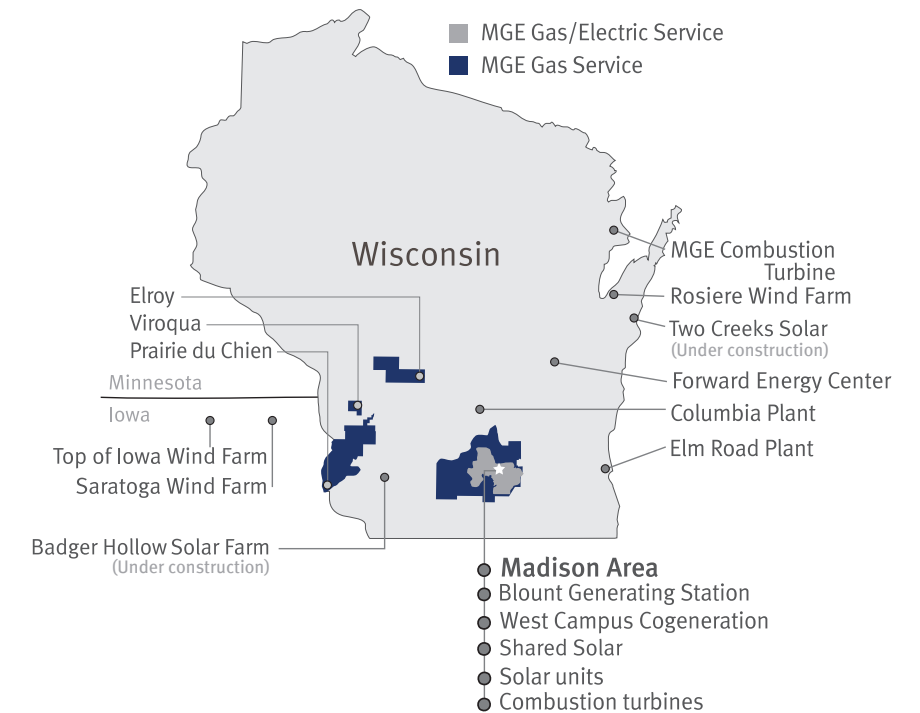 MGE Gas/Electric Service
MGE Gas Service
Wisconsin
MGE Combustion
Turbine
Rosiere Wind Farm
Two Creeks Solar
(Under construction)
Forward Energy Center
Columbia Plant
Elm Road Plant
Elroy
Viroqua
Prairie du Chien
Minnesota
Iowa
Top of Iowa Wind Farm
Saratoga Wind Farm
Badger Hollow Solar Farm
(Under construction)
Madison Area
Blount Generating Station
West Campus Cogeneration
Shared Solar
Solar units
Combustion turbines